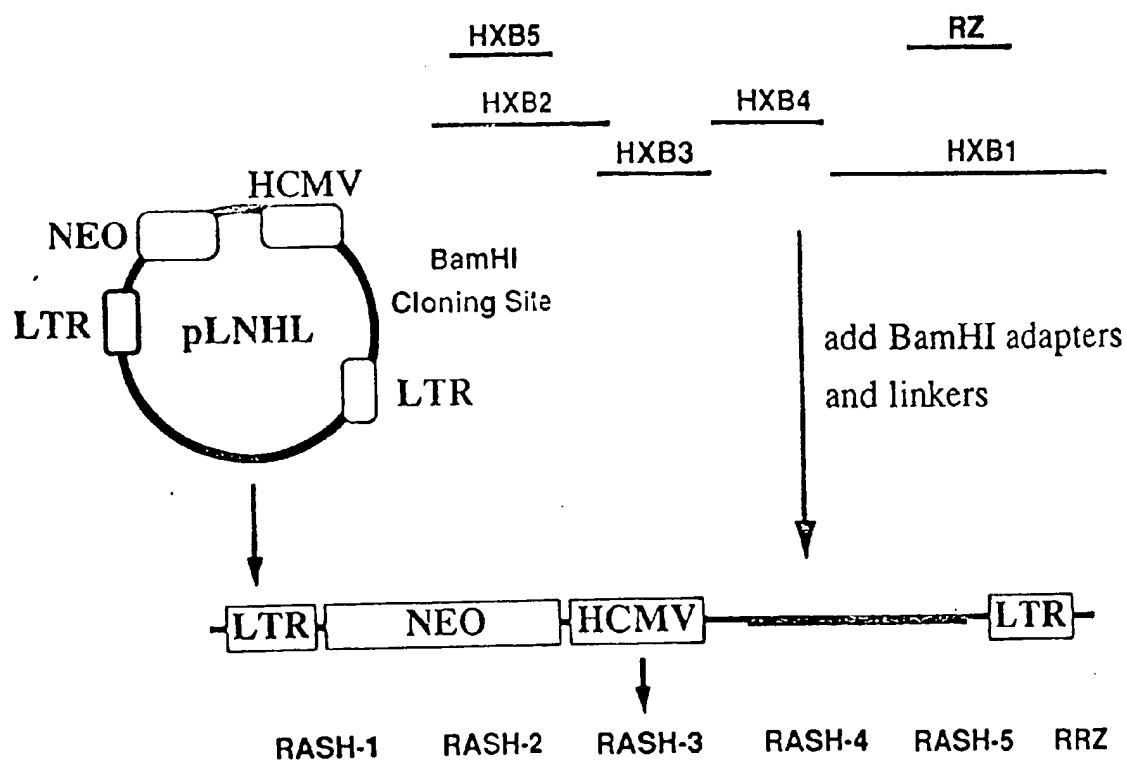 HXB5
RZ
HXB2
HXB4
HXB3
HXB1
HCMV
NEO
BamHI
Cloning Site
LTR
pLNHL
add BamHI adapters
LTR
and linkers
LTR
NEO
HCMV
LTR
RASH-1
RASH-2
RASH-3
RASH-4
RASH-5
RRZ